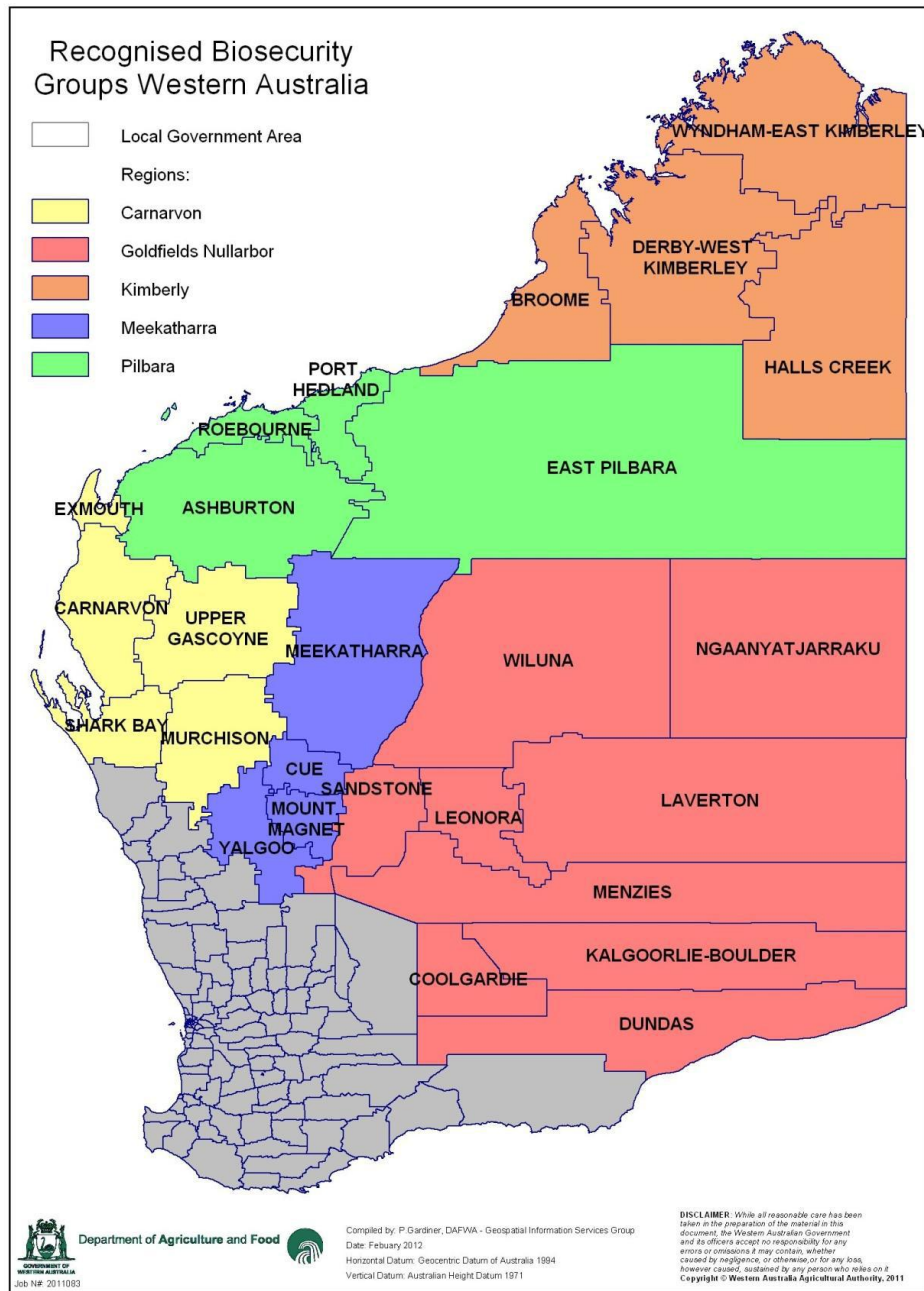 Recognised Biosecurity
Groups Western Australia
Local Government Area
Regions:
Carnarvon
Goldfields Nullarbor
Kimberly
Meekatharra
Pilbara
WYNDHAM-EAST KIMBERLEY
DERBY-WEST
KIMBERLEY
BROOME
HALLS CREEK
PORT
HEDLAND
ROEBOURNE
EAST PILBARA
ASHBURTON
EXMOUTH
CARNARVON
UPPER
GASCOYNE
MEEKATHARRA
WILUNA
NGAANYATJARRAKU
SHARK BAY
MURCHISON
CUE
SANDSTONE
MOUNT
MAGNET
YALGOO
LEONORA
LAVERTON
MENZIES
COOLGARDIE
KALGOORLIE-BOULDER
DUNDAS
GOVERNMENT OF
WESTERN AUSTRALIA
Job N#: 2011083
Department of Agriculture and Food
Compiled by: P.Gardiner, DAFWA - Geospatial Information Services Group
Date: Febuary 2012
Horizontal Datum: Geocentric Datum of Australia 1994
Vertical Datum: Australian Height Datum 1971
DISCLAIMER: While all reasonable care has been
taken in the preparation of the material in this
document, the Western Australian Government
and its officers accept no responsibility for any
errors or omissions it may contain, whether
caused by negligence, or otherwise,or for any loss,
however caused, sustained by any person who relies on it
Copyright © Western Australia Agricultural Authority, 2011